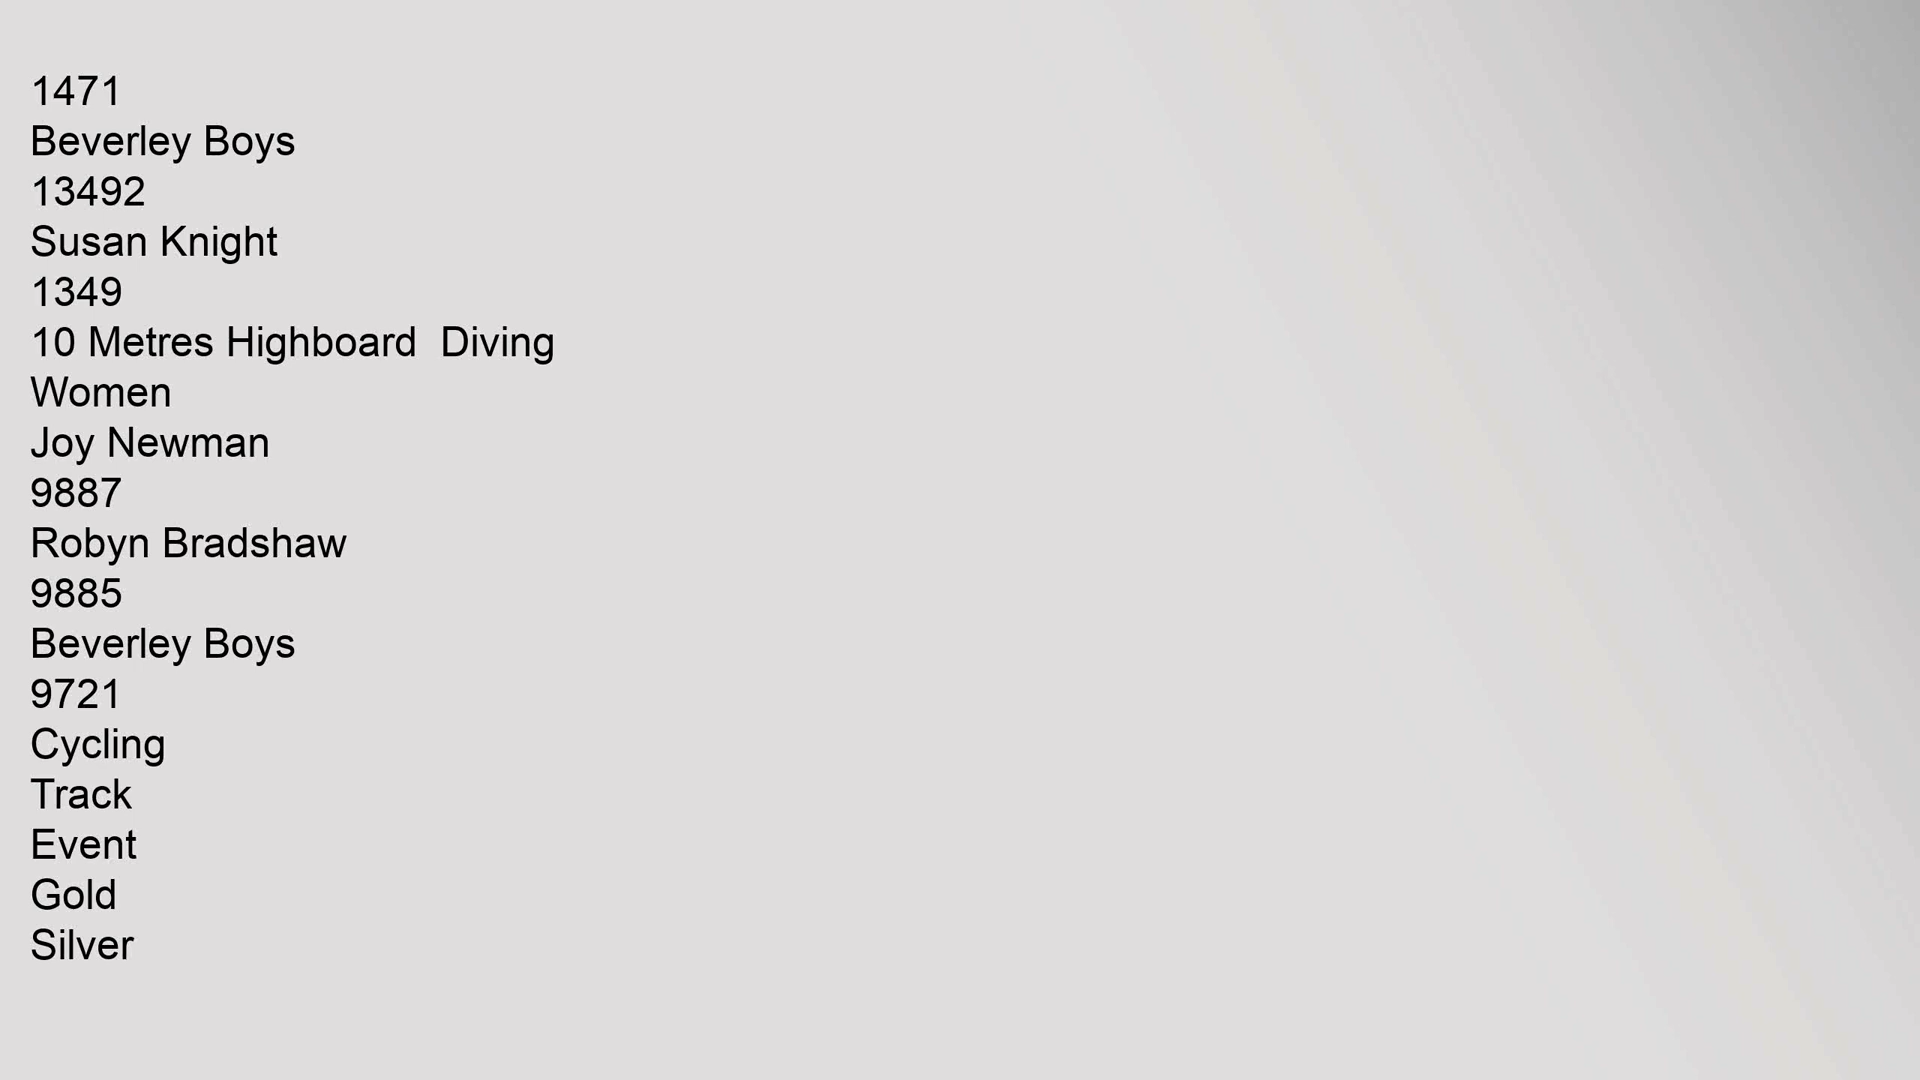 1471
Beverley Boys
13492
Susan Knight
1349
10 Metres Highboard  Diving
Women
Joy Newman
9887
Robyn Bradshaw
9885
Beverley Boys
9721
Cycling
Track
Event
Gold
Silver